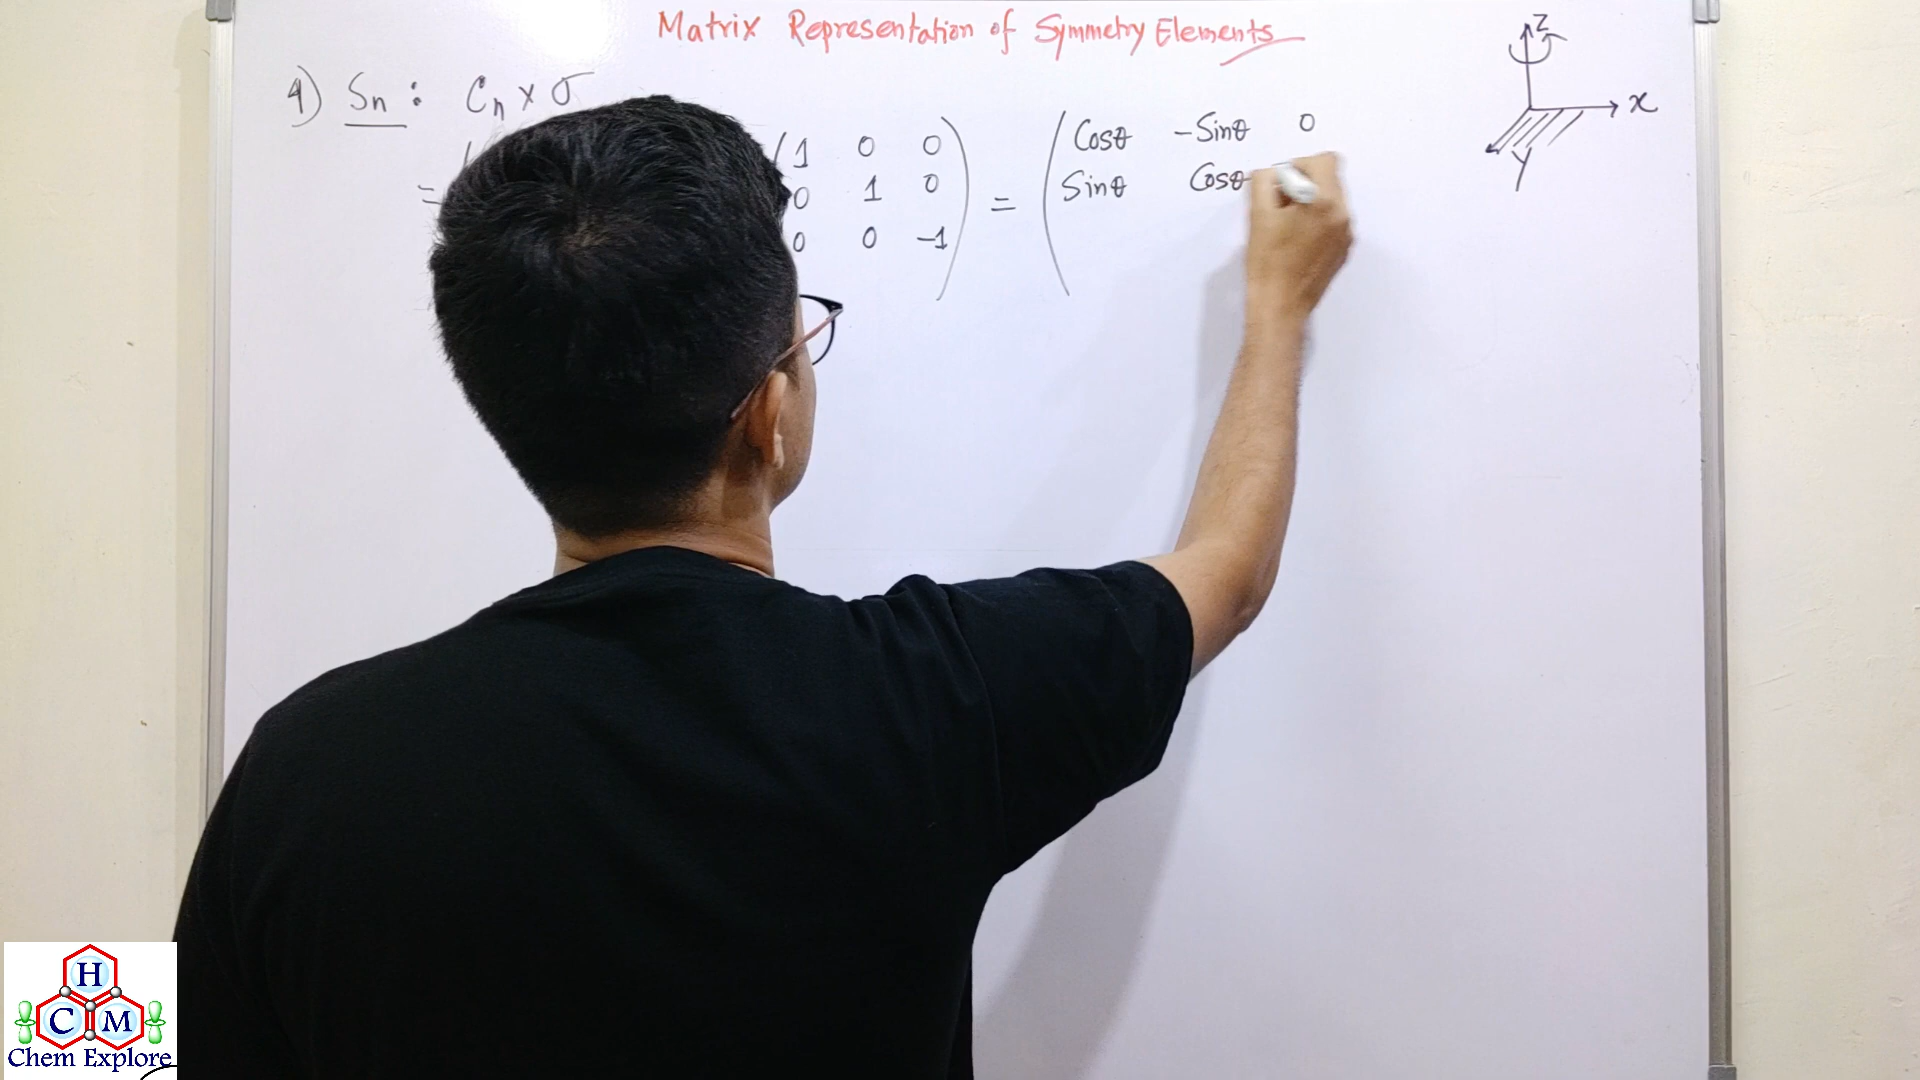 Matrix Representation of Symmetry Elements
4) Sn : Cn × σ
= 1 0 0
0 1 0
0 0 -1
= Cosθ -Sinθ 0
Sinθ Cosθ
Z
x
Y
H
C M
Chem Explore